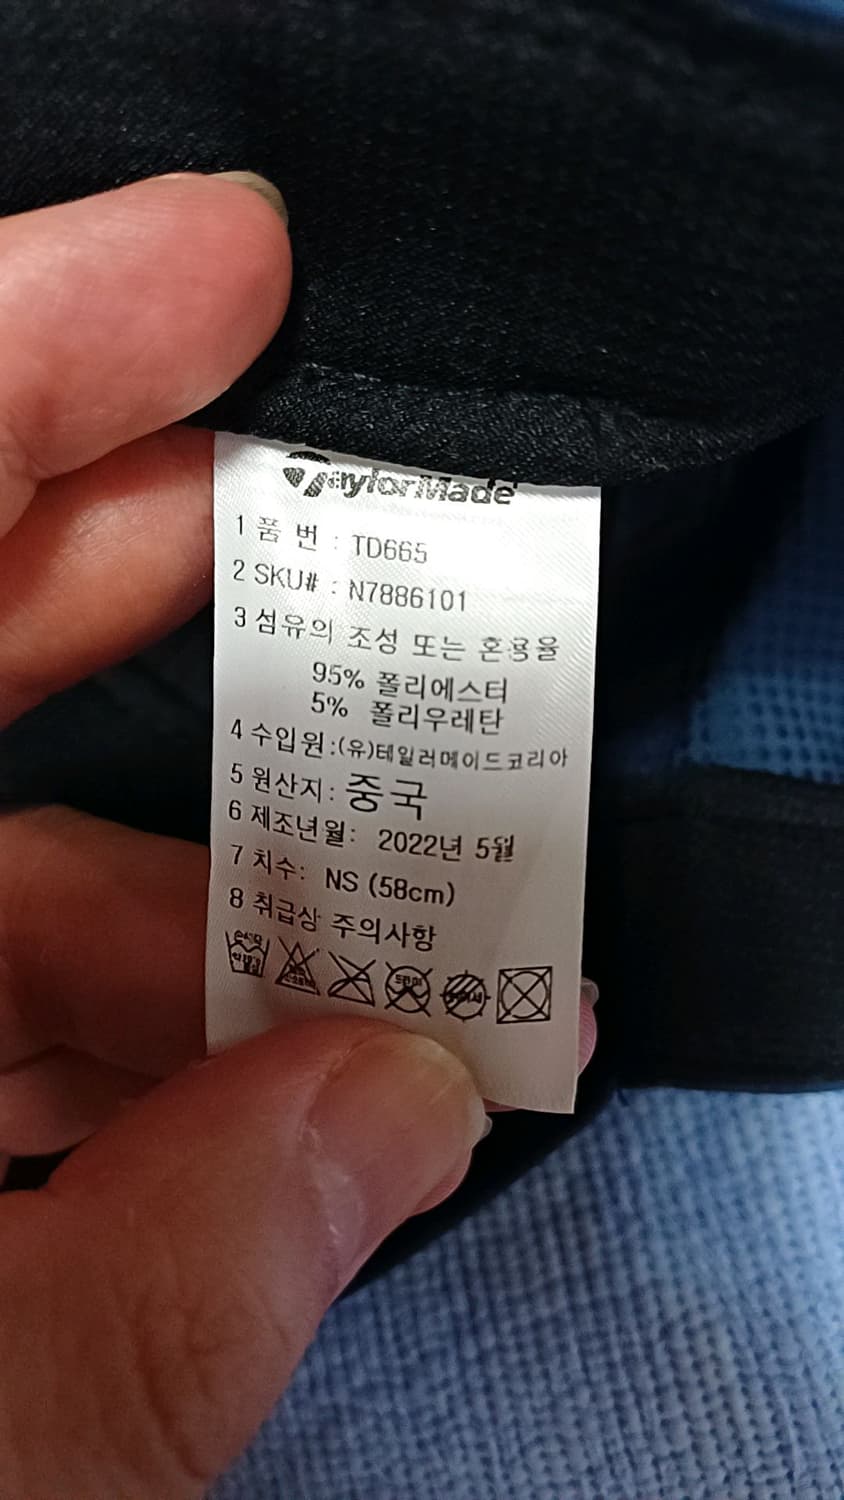 TaylorMade
1 품 번 : TD665
2 SKU# : N7886101
3 섬유의 조성 또는 혼용율
95% 폴리에스터
5% 폴리우레탄
4 수입원:(유)테일러메이드코리아
5 원산지: 중국
6 제조년월: 2022년 5월
7 치수: NS (58cm)
8 취급상 주의사항